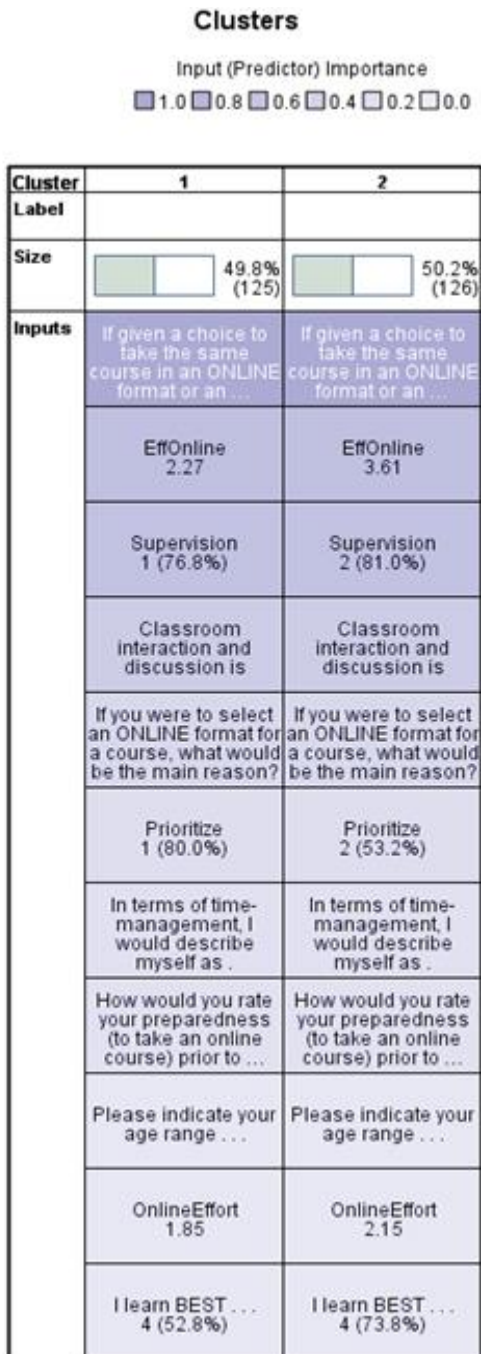 Clusters
Input (Predictor) Importance
1.0 0.8 0.6 0.4 0.2 0.0
Cluster 1 2
Label
Size 49.8% (125) 50.2% (126)
Inputs
If given a choice to take the same course in an ONLINE format or an ... If given a choice to take the same course in an ONLINE format or an ...
EffOnline 2.27 EffOnline 3.61
Supervision 1 (76.8%) Supervision 2 (81.0%)
Classroom interaction and discussion is Classroom interaction and discussion is
If you were to select an ONLINE format for a course, what would be the main reason? If you were to select an ONLINE format for a course, what would be the main reason?
Prioritize 1 (80.0%) Prioritize 2 (53.2%)
In terms of time-management, I would describe myself as . In terms of time-management, I would describe myself as .
How would you rate your preparedness (to take an online course) prior to ... How would you rate your preparedness (to take an online course) prior to ...
Please indicate your age range . . . Please indicate your age range . . .
OnlineEffort 1.85 OnlineEffort 2.15
I learn BEST . . . 4 (52.8%) I learn BEST . . . 4 (73.8%)